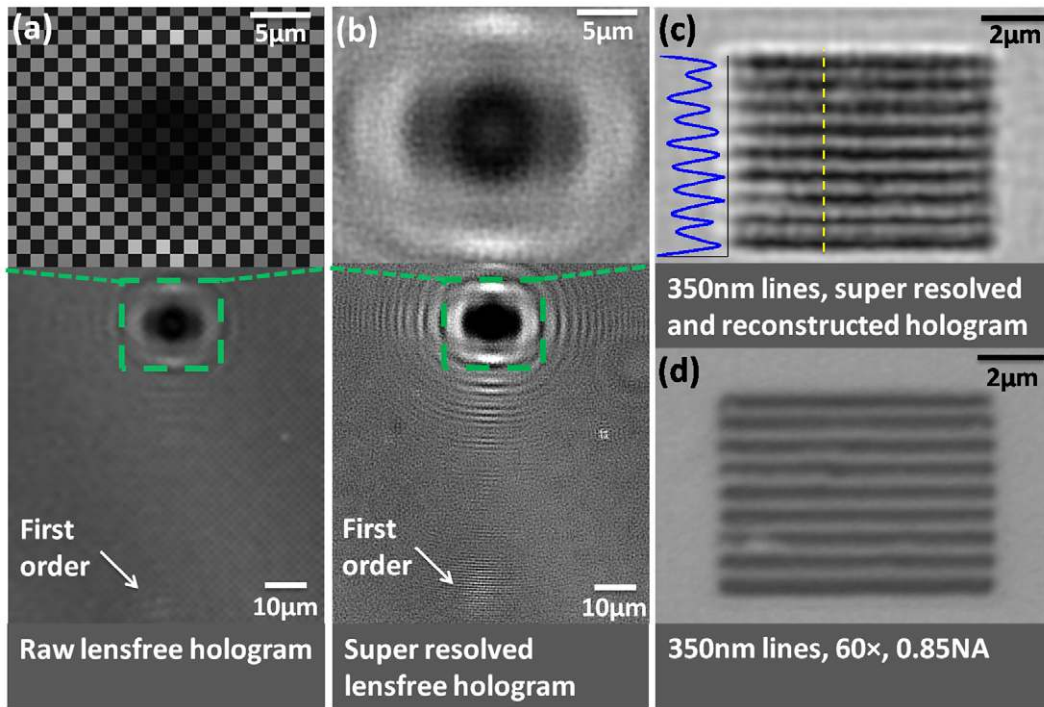 (a)
5µm
First
order
10µm
Raw lensfree hologram
(b)
5µm
First
order
10µm
Super resolved
lensfree hologram
(c)
2µm
350nm lines, super resolved
and reconstructed hologram
(d)
2µm
350nm lines, 60×, 0.85NA